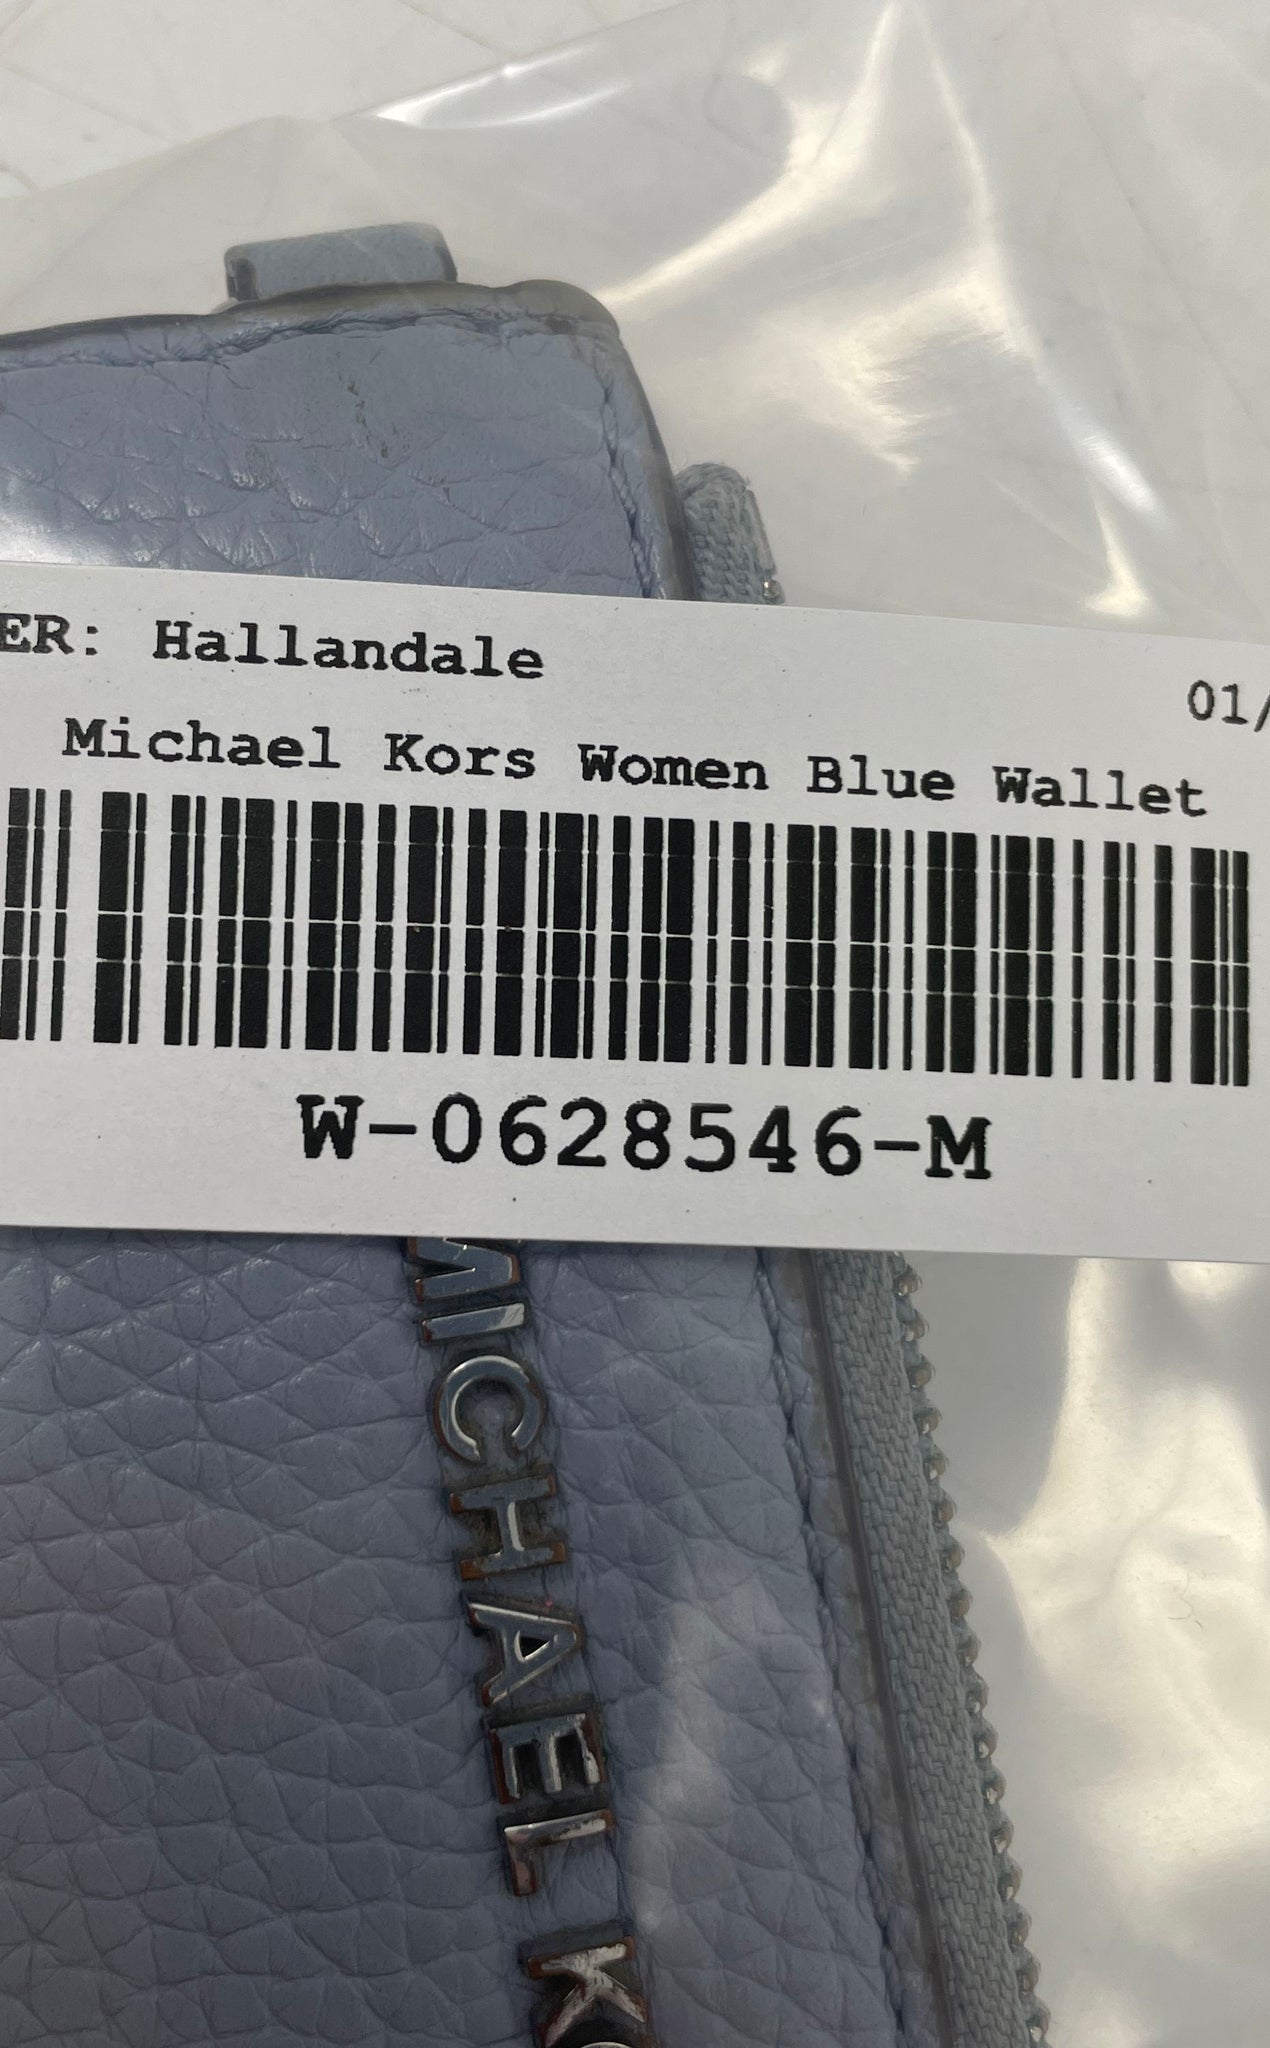 ER: Hallandale
01/
Michael Kors Women Blue Wallet
W-0628546-M
MICHAEL K